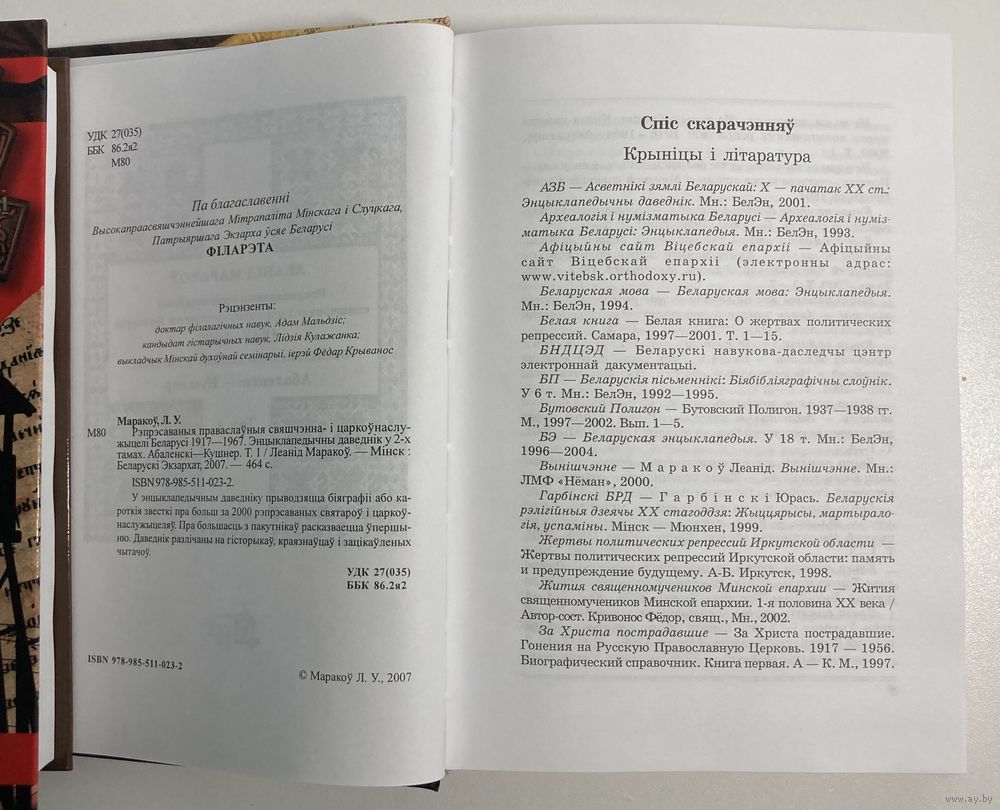 УДК 27(035)
ББК 86.2я2
М80
Па благаславенні
Высокапраасвяшчэннейшага Мітрапаліта Мінскага і Слуцкага,
Патрыяршага Экзарха ўсяе Беларусі
ФІЛАРЭТА
Рэцэнзенты:
доктар філалагічных навук, Адам Мальдзіс;
кандыдат гістарычных навук, Лідзія Кулажанка;
выкладчык Мінскай духоўнай семінарыі, іерэй Фёдар Крыванос
Маракоў, Л. У.
М80 Рэпрэсаваныя праваслаўныя свяшчэнна- і царкоўнаслу-
жыцелі Беларусі 1917—1967. Энцыклапедычны даведнік у 2-х
тамах. Абаленскі—Кушнер. Т. 1 / Леанід Маракоў. — Мінск :
Беларускі Экзархат, 2007. — 464 с.
ISBN 978-985-511-023-2.
У энцыклапедычным даведніку прыводзяцца біяграфіі або ка-
роткія звесткі пра больш за 2000 рэпрэсаваных святароў і царкоў-
наслужыцеляў. Пра большасць з пакутнікаў расказваецца ўпершы-
ню. Даведнік разлічаны на гісторыкаў, краязнаўцаў і зацікаўленых
чытачоў.
УДК 27(035)
ББК 86.2я2
ISBN 978-985-511-023-2
© Маракоў Л. У., 2007
Спіс скарачэнняў
Крыніцы і літаратура
АЗБ — Асветнікі зямлі Беларускай: X — пачатак XX ст.:
Энцыклапедычны даведнік. Мн.: БелЭн, 2001.
Археалогія і нумізматыка Беларусі — Археалогія і нуміз-
матыка Беларусі: Энцыклапедыя. Мн.: БелЭн, 1993.
Афіцыйны сайт Віцебскай епархіі — Афіцыйны
сайт Віцебскай епархіі (электронны адрас:
www.vitebsk.orthodoxy.ru).
Беларуская мова — Беларуская мова: Энцыклапедыя.
Мн.: БелЭн, 1994.
Белая книга — Белая книга: О жертвах политических
репрессий. Самара, 1997—2001. Т. 1—15.
БНДЦЭД — Беларускі навукова-даследчы цэнтр
электроннай дакументацыі.
БП — Беларускія пісьменнікі: Біябібліяграфічны слоўнік.
У 6 т. Мн.: БелЭн, 1992—1995.
Бутовский Полигон — Бутовский Полигон. 1937—1938 гг.
М., 1997—2002. Вып. 1—5.
БЭ — Беларуская энцыклапедыя. У 18 т. Мн.: БелЭн,
1996—2004.
Вынішчэнне — Маракоў Леанід. Вынішчэнне. Мн.:
ЛМФ «Нёман», 2000.
Гарбінскі БРД — Гарбінскі Юрась. Беларускія
рэлігійныя дзеячы XX стагоддзя: Жыццярысы, мартырало-
гія, успаміны. Мінск — Мюнхен, 1999.
Жертвы политических репрессий Иркутской области —
Жертвы политических репрессий Иркутской области: память
и предупреждение будущему. А-Б. Иркутск, 1998.
Жития священномучеников Минской епархии — Жития
священномучеников Минской епархии. 1-я половина XX века /
Автор-сост. Кривонос Фёдор, свящ., Мн., 2002.
За Христа пострадавшие — За Христа пострадавшие.
Гонения на Русскую Православную Церковь. 1917 — 1956.
Биографический справочник. Книга первая. А — К. М., 1997.
www.ay.by